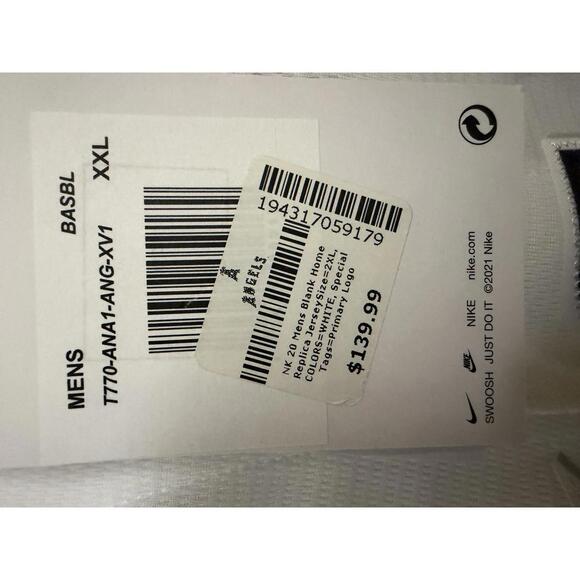 MENS BASBL
T770-ANA1-ANG-XV1 XXL
194317059179
A
ANGELS
NK 20 Mens Blank Home
Replica JerseySize=2XL,
COLORS=WHITE, Special
Tags=Primary Logo
$139.99
NIKE nike.com
SWOOSH JUST DO IT ©2021 Nike